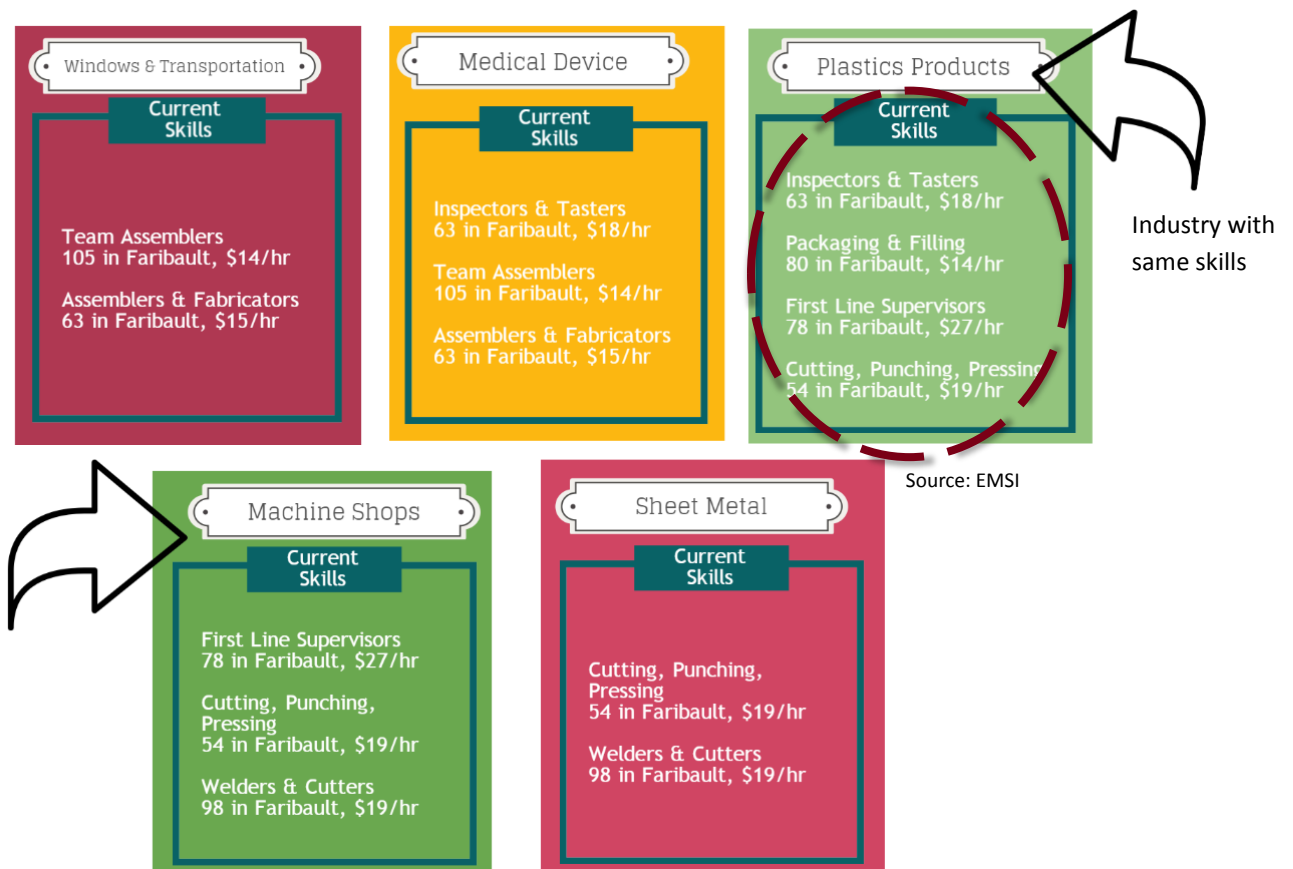 Windows & Transportation
Current
Skills
Team Assemblers
105 in Faribault, $14/hr
Assemblers & Fabricators
63 in Faribault, $15/hr
Medical Device
Current
Skills
Inspectors & Tasters
63 in Faribault, $18/hr
Team Assemblers
105 in Faribault, $14/hr
Assemblers & Fabricators
63 in Faribault, $15/hr
Plastics Products
Current
Skills
Inspectors & Tasters
63 in Faribault, $18/hr
Packaging & Filling
80 in Faribault, $14/hr
First Line Supervisors
78 in Faribault, $27/hr
Cutting, Punching, Pressing
54 in Faribault, $19/hr
Industry with
same skills
Source: EMSI
Machine Shops
Current
Skills
First Line Supervisors
78 in Faribault, $27/hr
Cutting, Punching,
Pressing
54 in Faribault, $19/hr
Welders & Cutters
98 in Faribault, $19/hr
Sheet Metal
Current
Skills
Cutting, Punching,
Pressing
54 in Faribault, $19/hr
Welders & Cutters
98 in Faribault, $19/hr